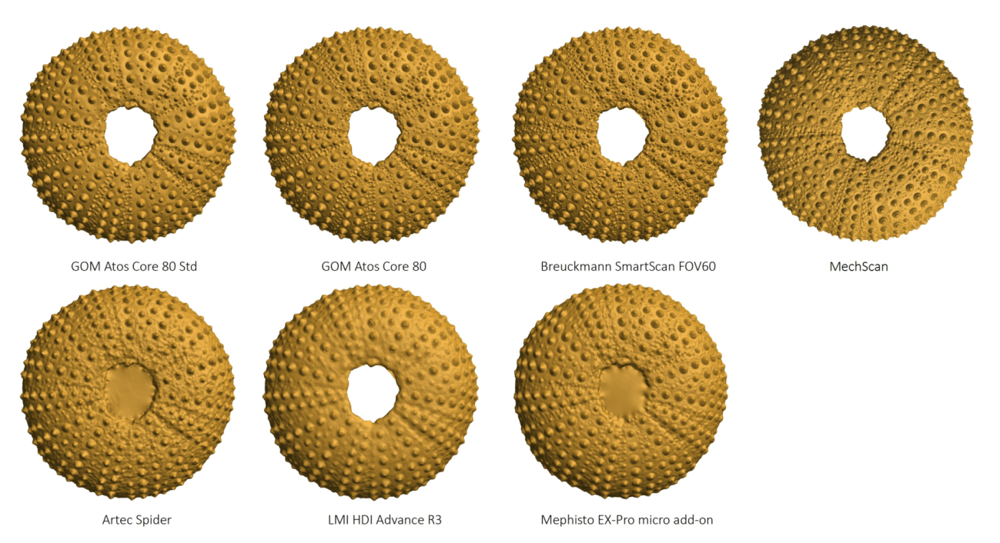 GOM Atos Core 80 Std
GOM Atos Core 80
Breuckmann SmartScan FOV60
MechScan
Artec Spider
LMI HDI Advance R3
Mephisto EX-Pro micro add-on